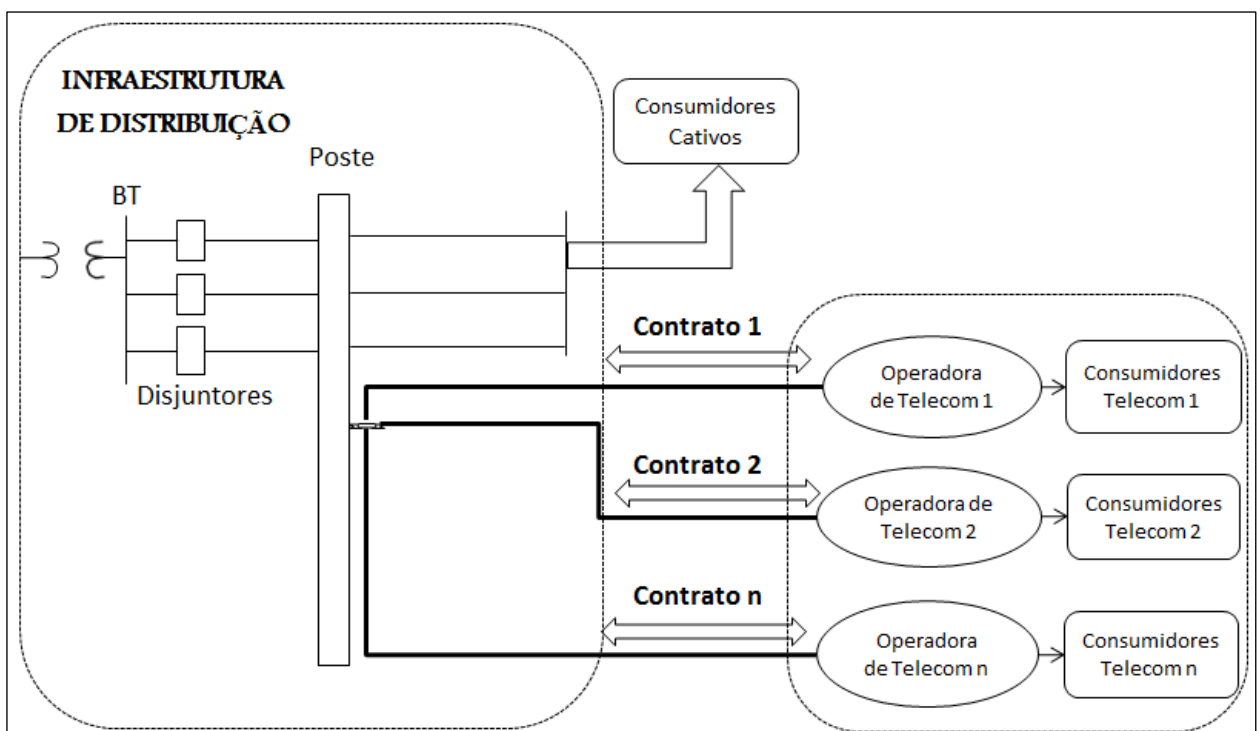 INFRAESTRUTURA
DE DISTRIBUIÇÃO
Poste
BT
Disjuntores
Consumidores
Cativos
Contrato 1
Operadora
de Telecom 1
Consumidores
Telecom 1
Contrato 2
Operadora de
Telecom 2
Consumidores
Telecom 2
Contrato n
Operadora
de Telecom n
Consumidores
Telecom n